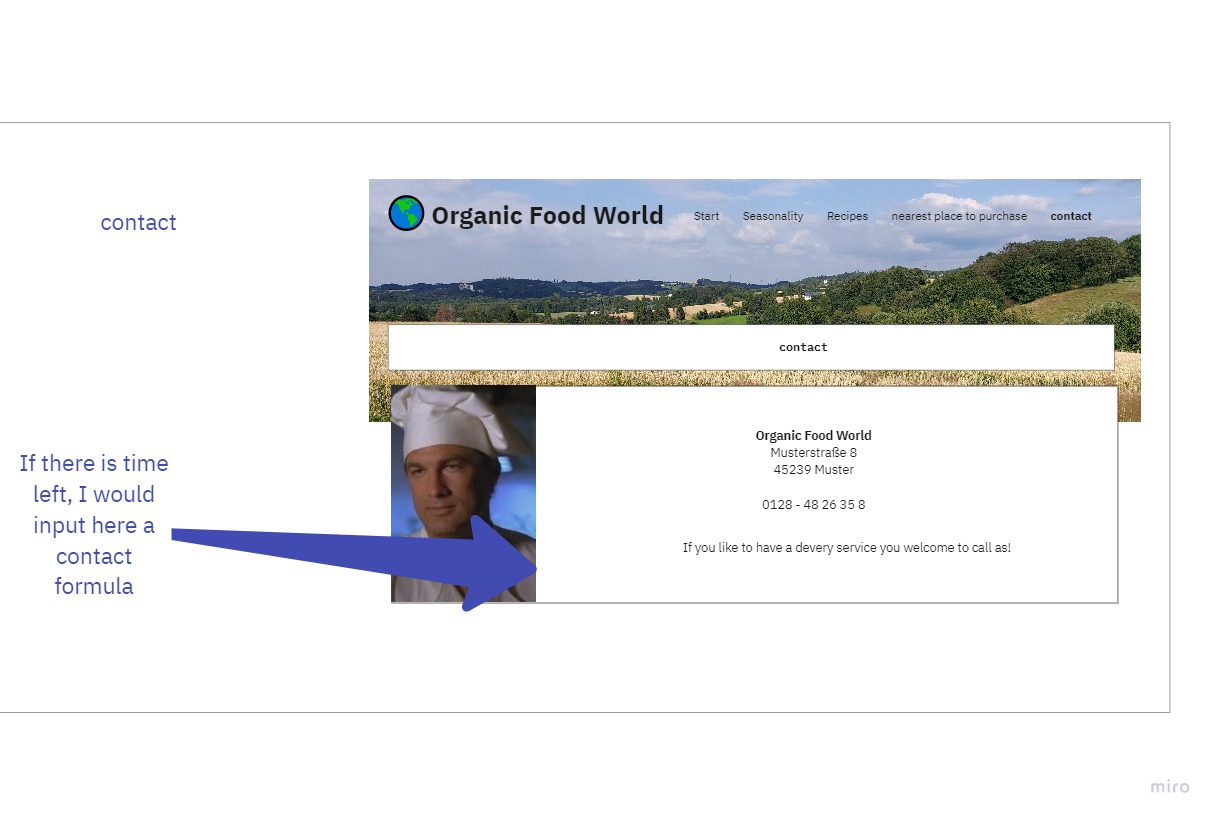 contact
Organic Food World
Start Seasonality Recipes nearest place to purchase contact
contact
Organic Food World
Musterstraße 8
45239 Muster
0128 - 48 26 35 8
If you like to have a devery service you welcome to call as!
If there is time
left, I would
input here a
contact
formula
miro